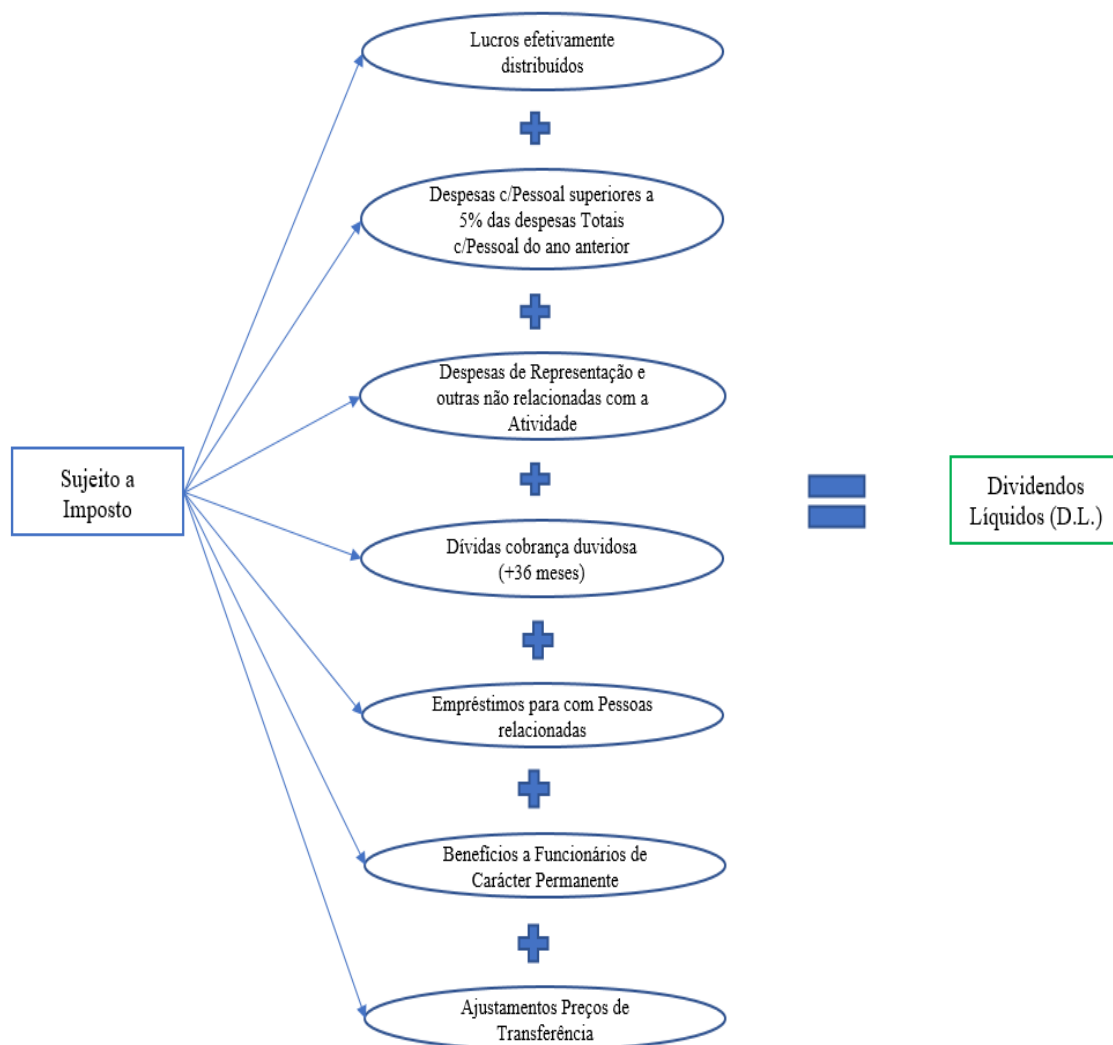 Lucros efetivamente
distribuídos
Despesas c/Pessoal superiores a
5% das despesas Totais
c/Pessoal do ano anterior
Despesas de Representação e
outras não relacionadas com a
Atividade
Sujeito a
Imposto
Dividendos
Líquidos (D.L.)
Dívidas cobrança duvidosa
(+36 meses)
Empréstimos para com Pessoas
relacionadas
Benefícios a Funcionários de
Carácter Permanente
Ajustamentos Preços de
Transferência